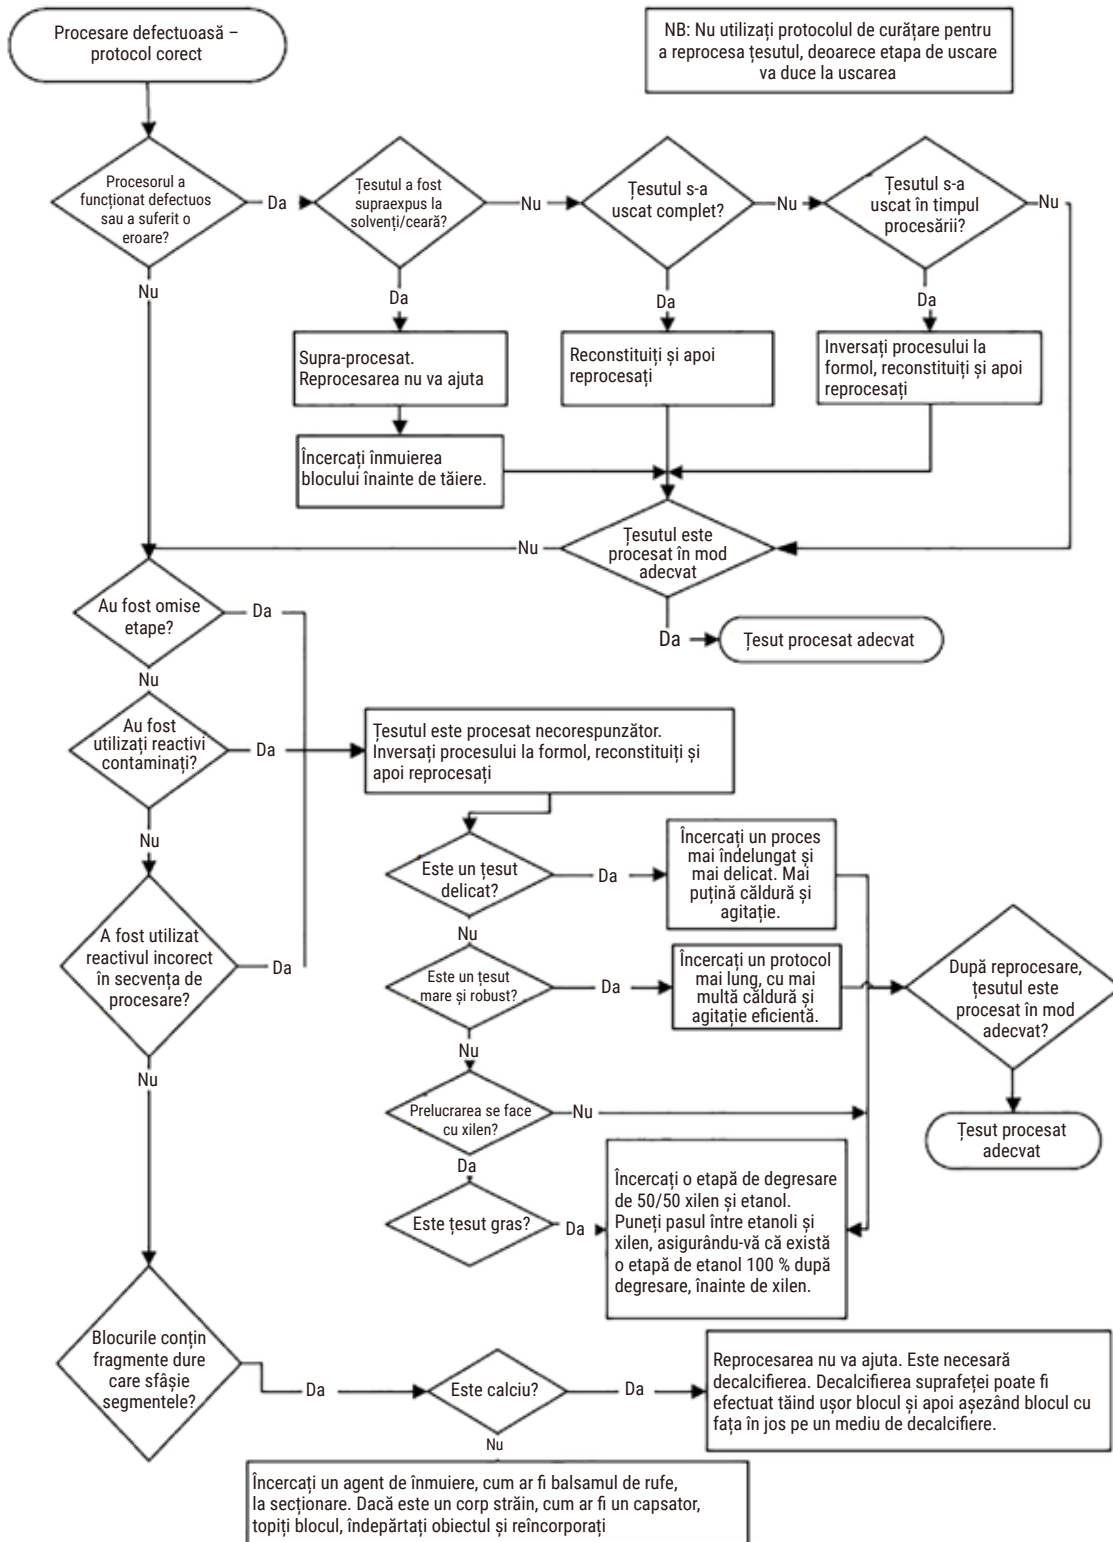 Procesare defectuoasă –
protocol corect
NB: Nu utilizați protocolul de curățare pentru
a reprocesa țesutul, deoarece etapa de uscare
va duce la uscarea
Procesorul a
funcționat defectuos
sau a suferit o
eroare?
Da
Țesutul a fost
supraexpus la
solvenți/ceară?
Nu
Țesutul s-a
uscat complet?
Nu
Țesutul s-a
uscat în timpul
procesării?
Nu
Nu
Da
Da
Da
Supra-procesat.
Reprocesarea nu va ajuta
Reconstituiți și apoi
reprocesați
Inversați procesului la
formol, reconstituiți și apoi
reprocesați
Încercați înmuierea
blocului înainte de tăiere.
Țesutul este
procesat în mod
adecvat
Nu
Da
Țesut procesat adecvat
Au fost omise
etape?
Da
Nu
Au fost
utilizați reactivi
contaminați?
Da
Țesutul este procesat necorespunzător.
Inversați procesului la formol, reconstituiți și
apoi reprocesați
Nu
Este un țesut
delicat?
Da
Încercați un proces
mai îndelungat și
mai delicat. Mai
puțină căldură și
agitație.
Nu
A fost utilizat
reactivul incorect
în secvența de
procesare?
Da
Este un țesut
mare și robust?
Da
Încercați un protocol
mai lung, cu mai
multă căldură și
agitație eficientă.
După reprocesare,
țesutul este
procesat în mod
adecvat?
Nu
Nu
Prelucrarea se face
cu xilen?
Nu
Țesut procesat
adecvat
Da
Este țesut gras?
Da
Încercați o etapă de degresare
de 50/50 xilen și etanol.
Puneți pasul între etanoli și
xilen, asigurându-vă că există
o etapă de etanol 100 % după
degresare, înainte de xilen.
Blocurile conțin
fragmente dure
care sfâșie
segmentele?
Da
Este calciu?
Da
Reprocesarea nu va ajuta. Este necesară
decalcifierea. Decalcifierea suprafeței poate fi
efectuat tăind ușor blocul și apoi așezând blocul cu
fața în jos pe un mediu de decalcifiere.
Nu
Încercați un agent de înmuiere, cum ar fi balsamul de rufe,
la secționare. Dacă este un corp străin, cum ar fi un capsator,
topiți blocul, îndepărtați obiectul și reîncorporați